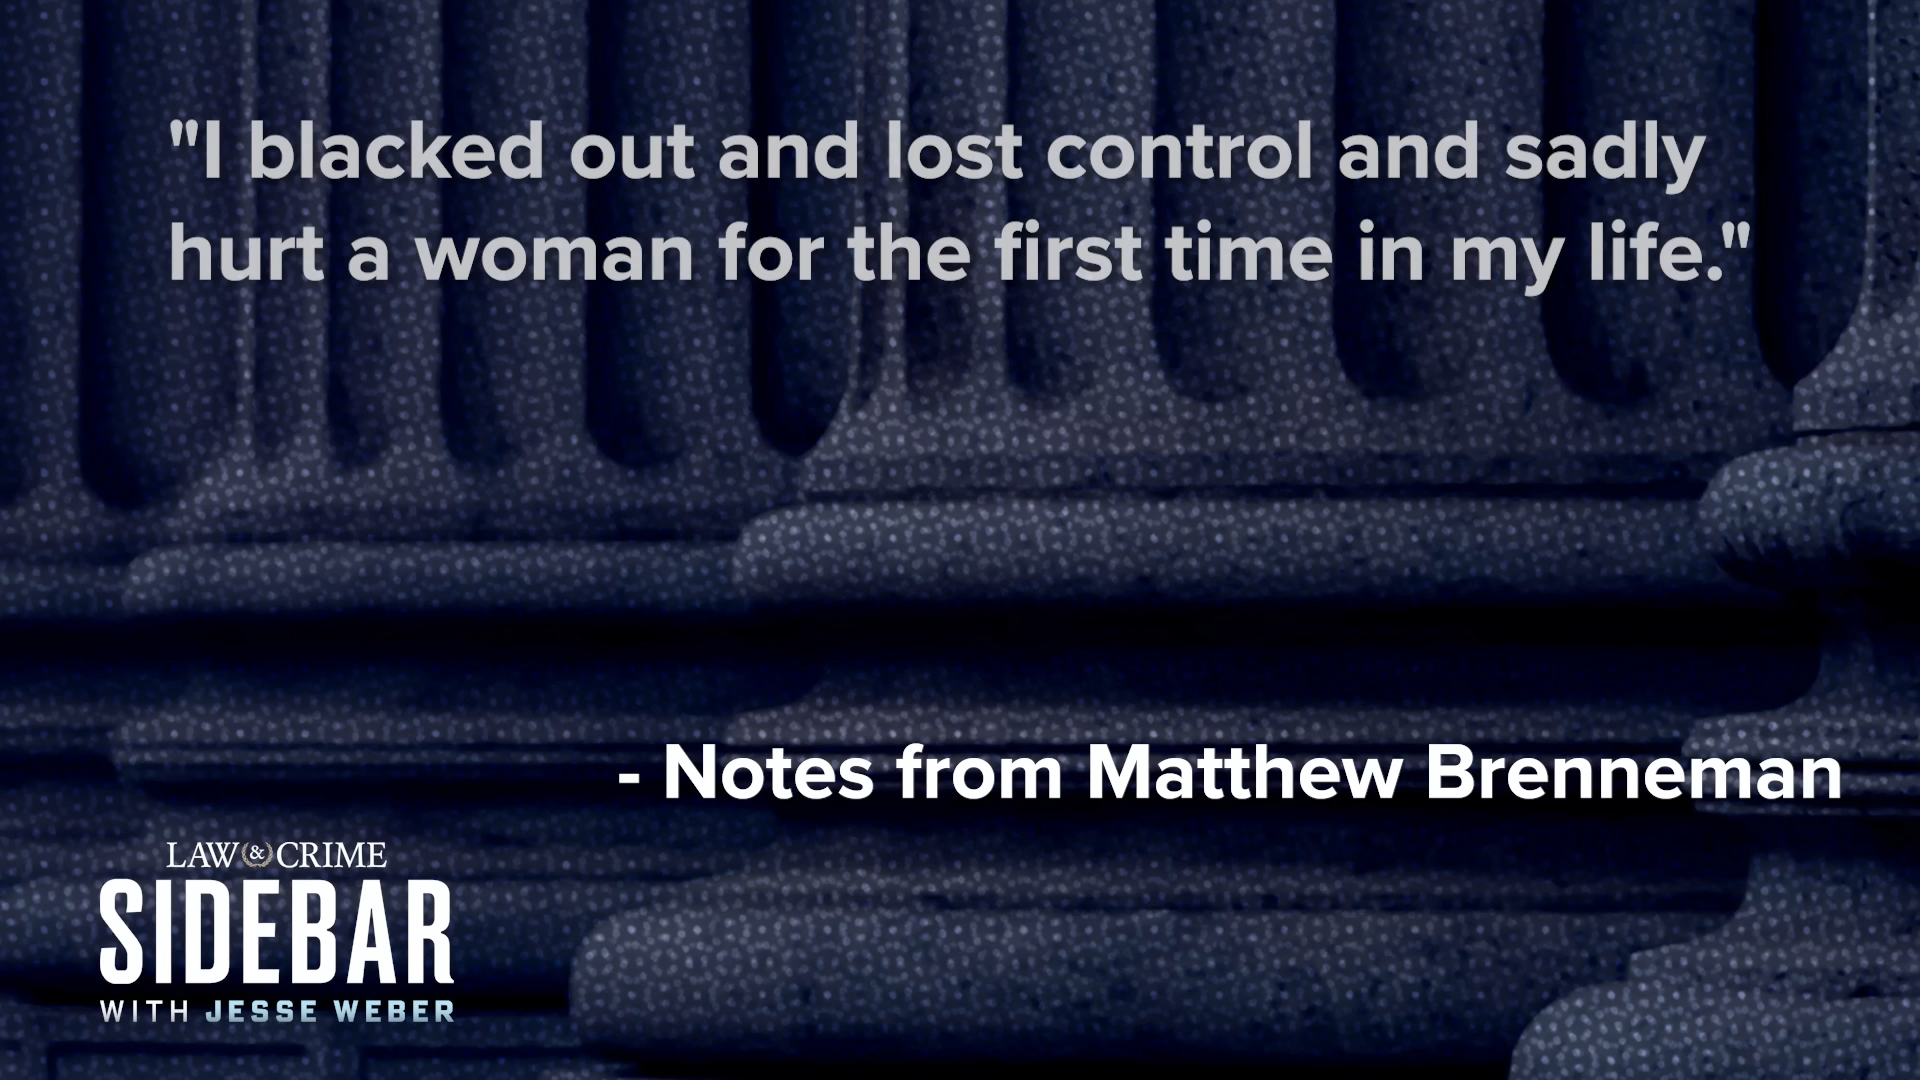 "I blacked out and lost control and sadly
hurt a woman for the first time in my life."
- Notes from Matthew Brenneman
LAW & CRIME
SIDEBAR
WITH JESSE WEBER